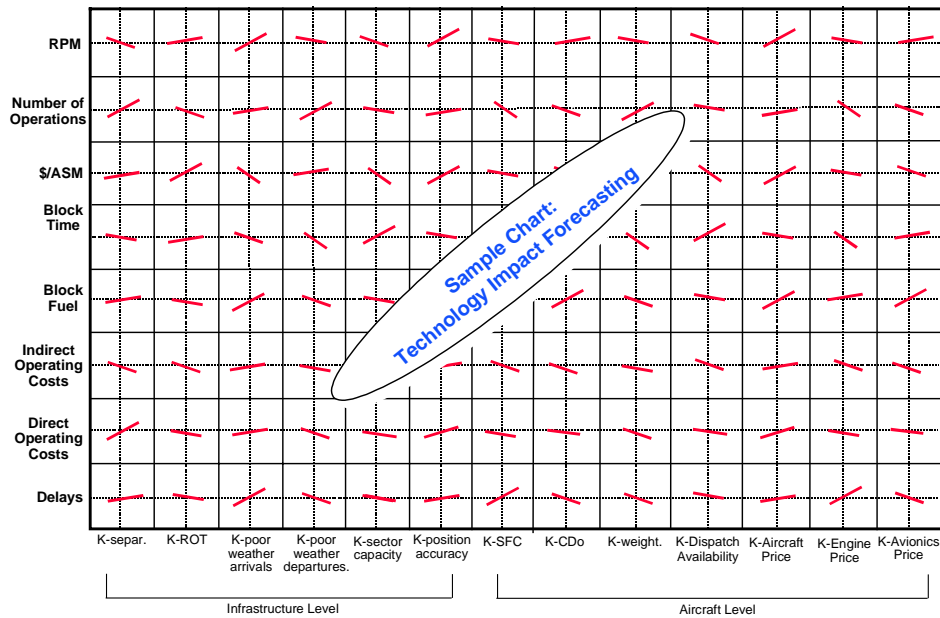 RPM
Number of
Operations
$/ASM
Block
Time
Block
Fuel
Indirect
Operating
Costs
Direct
Operating
Costs
Delays
Sample Chart:
Technology Impact Forecasting
K-separ.
K-ROT
K-poor
weather
arrivals
K-poor
weather
departures.
K-sector
capacity
K-position
accuracy
K-SFC
K-CDo
K-weight.
K-Dispatch
Availability
K-Aircraft
Price
K-Engine
Price
K-Avionics
Price
Infrastructure Level
Aircraft Level